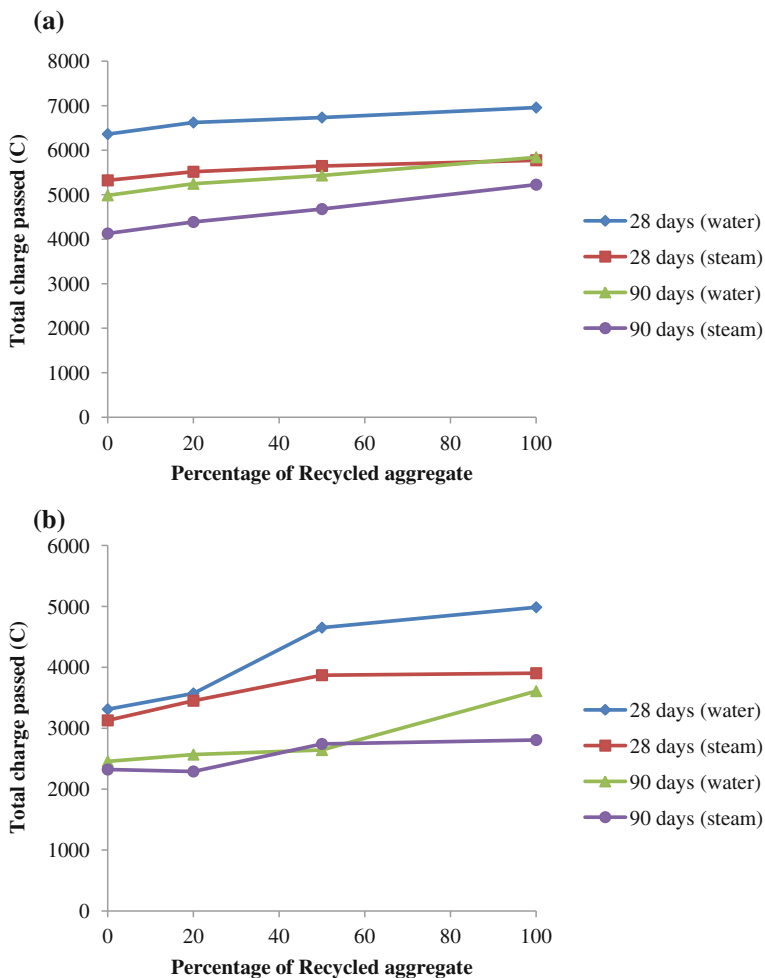 (a)
8000
7000
6000
5000
4000
3000
2000
1000
0
Total charge passed (C)
0 20 40 60 80 100
Percentage of Recycled aggregate
28 days (water)
28 days (steam)
90 days (water)
90 days (steam)
(b)
6000
5000
4000
3000
2000
1000
0
Total charge passed (C)
0 20 40 60 80 100
Percentage of Recycled aggregate
28 days (water)
28 days (steam)
90 days (water)
90 days (steam)